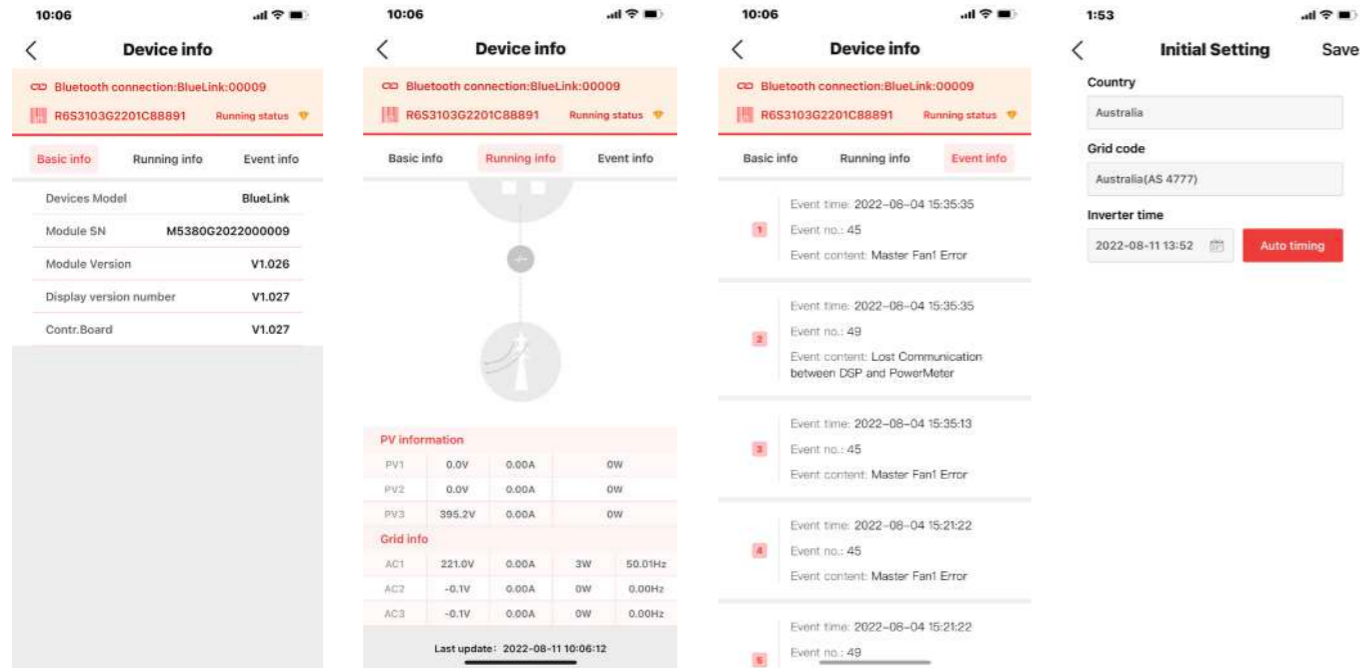 10:06
Device info
Bluetooth connection:BlueLink:00009
R6S3103G2201C88891 Running status
Basic info Running info Event info
Devices Model BlueLink
Module SN M5380G2022000009
Module Version V1.026
Display version number V1.027
Contr.Board V1.027
10:06
Device info
Bluetooth connection:BlueLink:00009
R6S3103G2201C88891 Running status
Basic info Running info Event info
PV information
PV1 0.0V 0.00A 0W
PV2 0.0V 0.00A 0W
PV3 395.2V 0.00A 0W
Grid info
AC1 221.0V 0.00A 3W 50.01Hz
AC2 -0.1V 0.00A 0W 0.00Hz
AC3 -0.1V 0.00A 0W 0.00Hz
Last update: 2022-08-11 10:06:12
10:06
Device info
Bluetooth connection:BlueLink:00009
R6S3103G2201C88891 Running status
Basic info Running info Event info
Event time: 2022-08-04 15:35:35
1 Event no.: 45
Event content: Master Fan1 Error
Event time: 2022-08-04 15:35:35
2 Event no.: 49
Event content: Lost Communication
between DSP and PowerMeter
Event time: 2022-08-04 15:35:13
3 Event no.: 45
Event content: Master Fan1 Error
Event time: 2022-08-04 15:21:22
4 Event no.: 45
Event content: Master Fan1 Error
Event time: 2022-08-04 15:21:22
5 Event no.: 49
1:53
Initial Setting Save
Country
Australia
Grid code
Australia(AS 4777)
Inverter time
2022-08-11 13:52 Auto timing